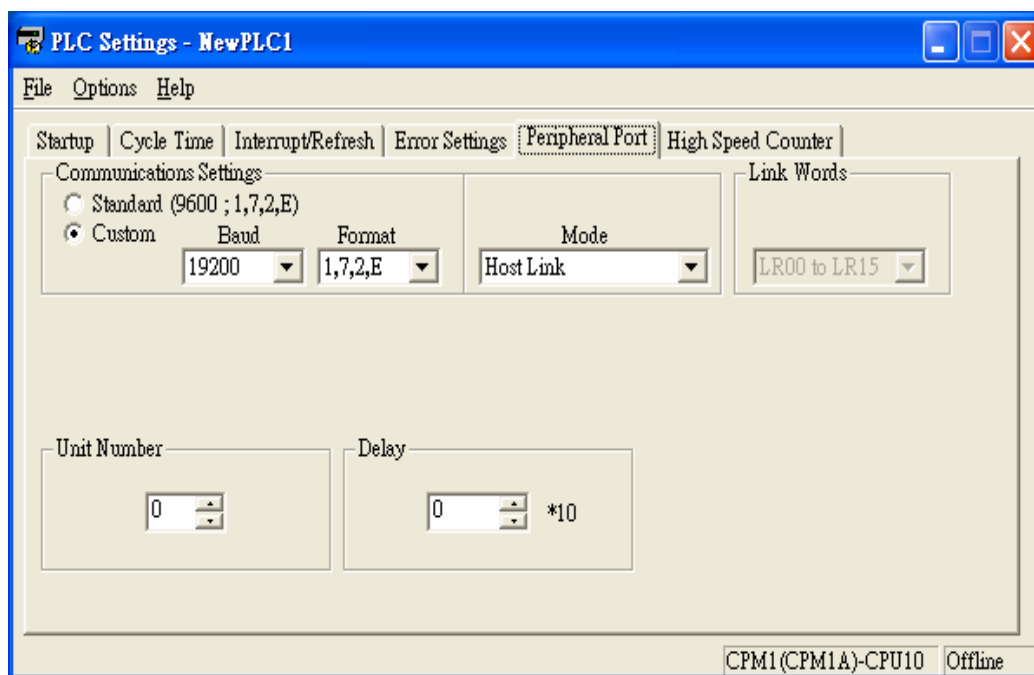 PLC Settings - NewPLC1
File Options Help
Startup Cycle Time Interrupt/Refresh Error Settings Peripheral Port High Speed Counter
Communications Settings Link Words
Standard (9600 ; 1,7,2,E)
Custom Baud Format Mode
19200 1,7,2,E Host Link LR00 to LR15
Unit Number Delay
0 0 *10
CPM1(CPM1A)-CPU10 Offline